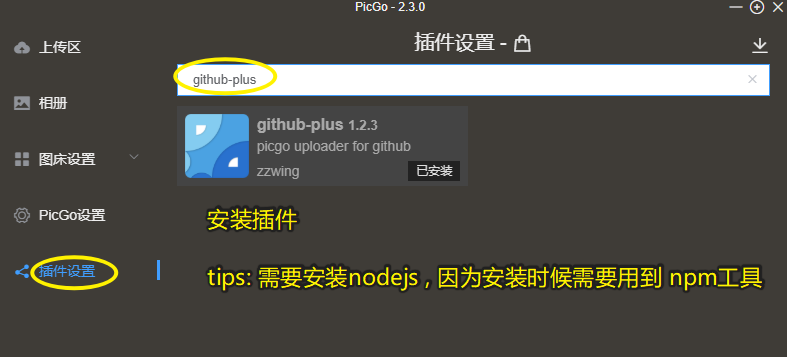 PicGo - 2.3.0
上传区
相册
图床设置
PicGo设置
插件设置
插件设置 -
github-plus
github-plus 1.2.3
picgo uploader for github
zzwing
已安装
安装插件
tips: 需要安装nodejs , 因为安装时候需要用到 npm工具